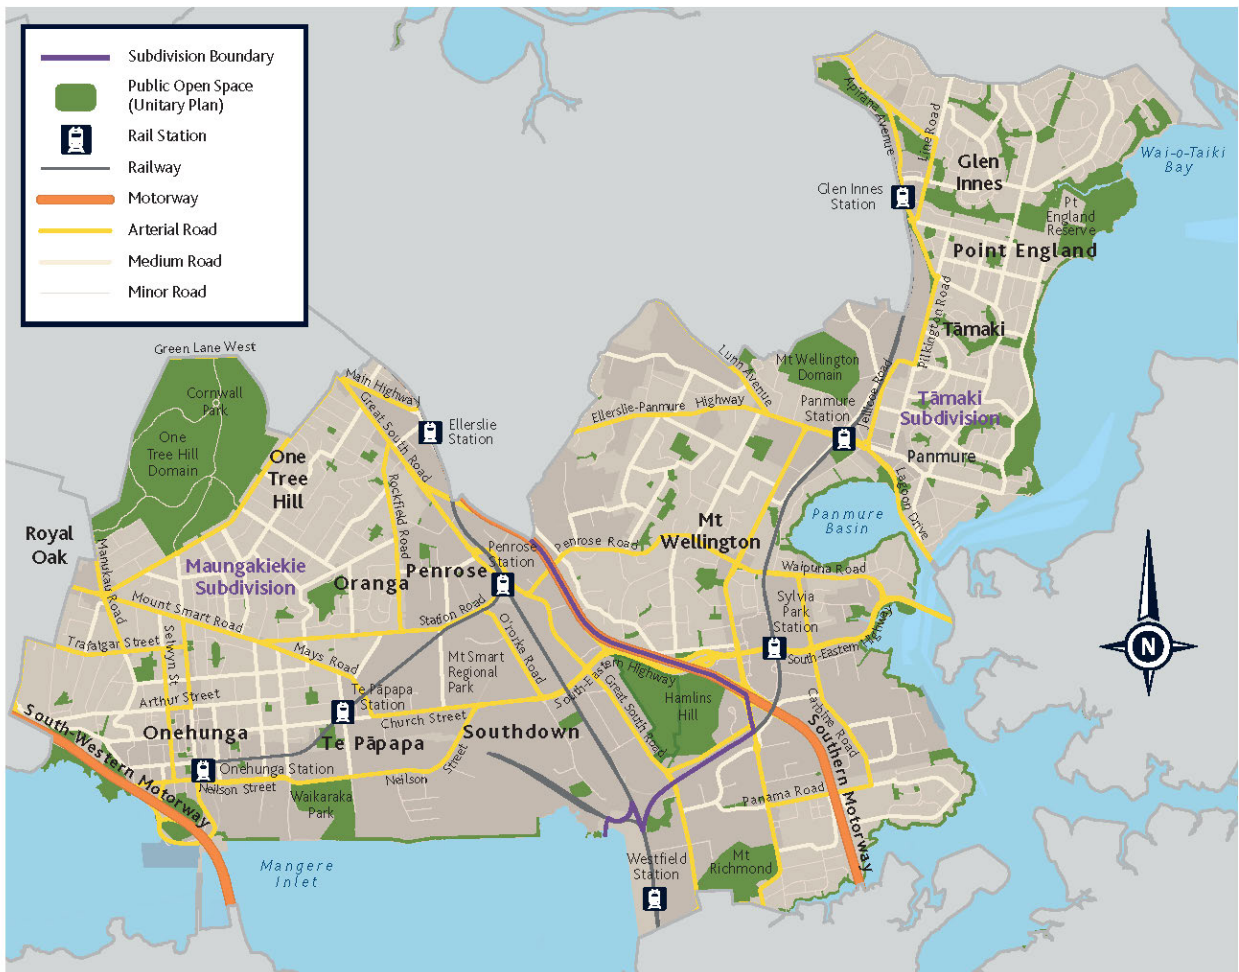 Subdivision Boundary
Public Open Space
(Unitary Plan)
Rail Station
Railway
Motorway
Arterial Road
Medium Road
Minor Road
Apirana Avenue
Line Road
Glen
Innes
Wai-o-Taiki
Bay
Glen Innes
Station
Pt
England
Reserve
Point England
Pilkington Road
Tāmaki
Green Lane West
Cornwall
Park
One
Tree Hill
Domain
Main Highway
Great South Road
Ellerslie
Station
Lunn Avenue
Mt Wellington
Domain
Ellerslie-Panmure Highway
Panmure
Station
Jellicoe Road
Tāmaki
Subdivision
Panmure
Lagoon Drive
One
Tree
Hill
Rockfield Road
Royal
Oak
Manukau Road
Maungakiekie
Subdivision
Oranga
Penrose
Penrose
Station
Penrose Road
Mt
Wellington
Panmure
Basin
Waipuna Road
Sylvia
Park
Station
South-Eastern Highway
Mount Smart Road
Station Road
O'rorke Road
Trafalgar Street
Selwyn St
Mays Road
Mt Smart
Regional
Park
South-Eastern Highway
Great South Road
Hamlins
Hill
Carbine Road
Southern Motorway
Arthur Street
Te Pāpapa
Station
Church Street
South-Western Motorway
Onehunga
Te Pāpapa
Southdown
Onehunga Station
Neilson Street
Neilson Street
Waikaraka
Park
Panama Road
Mangere
Inlet
Westfield
Station
Mt
Richmond
N